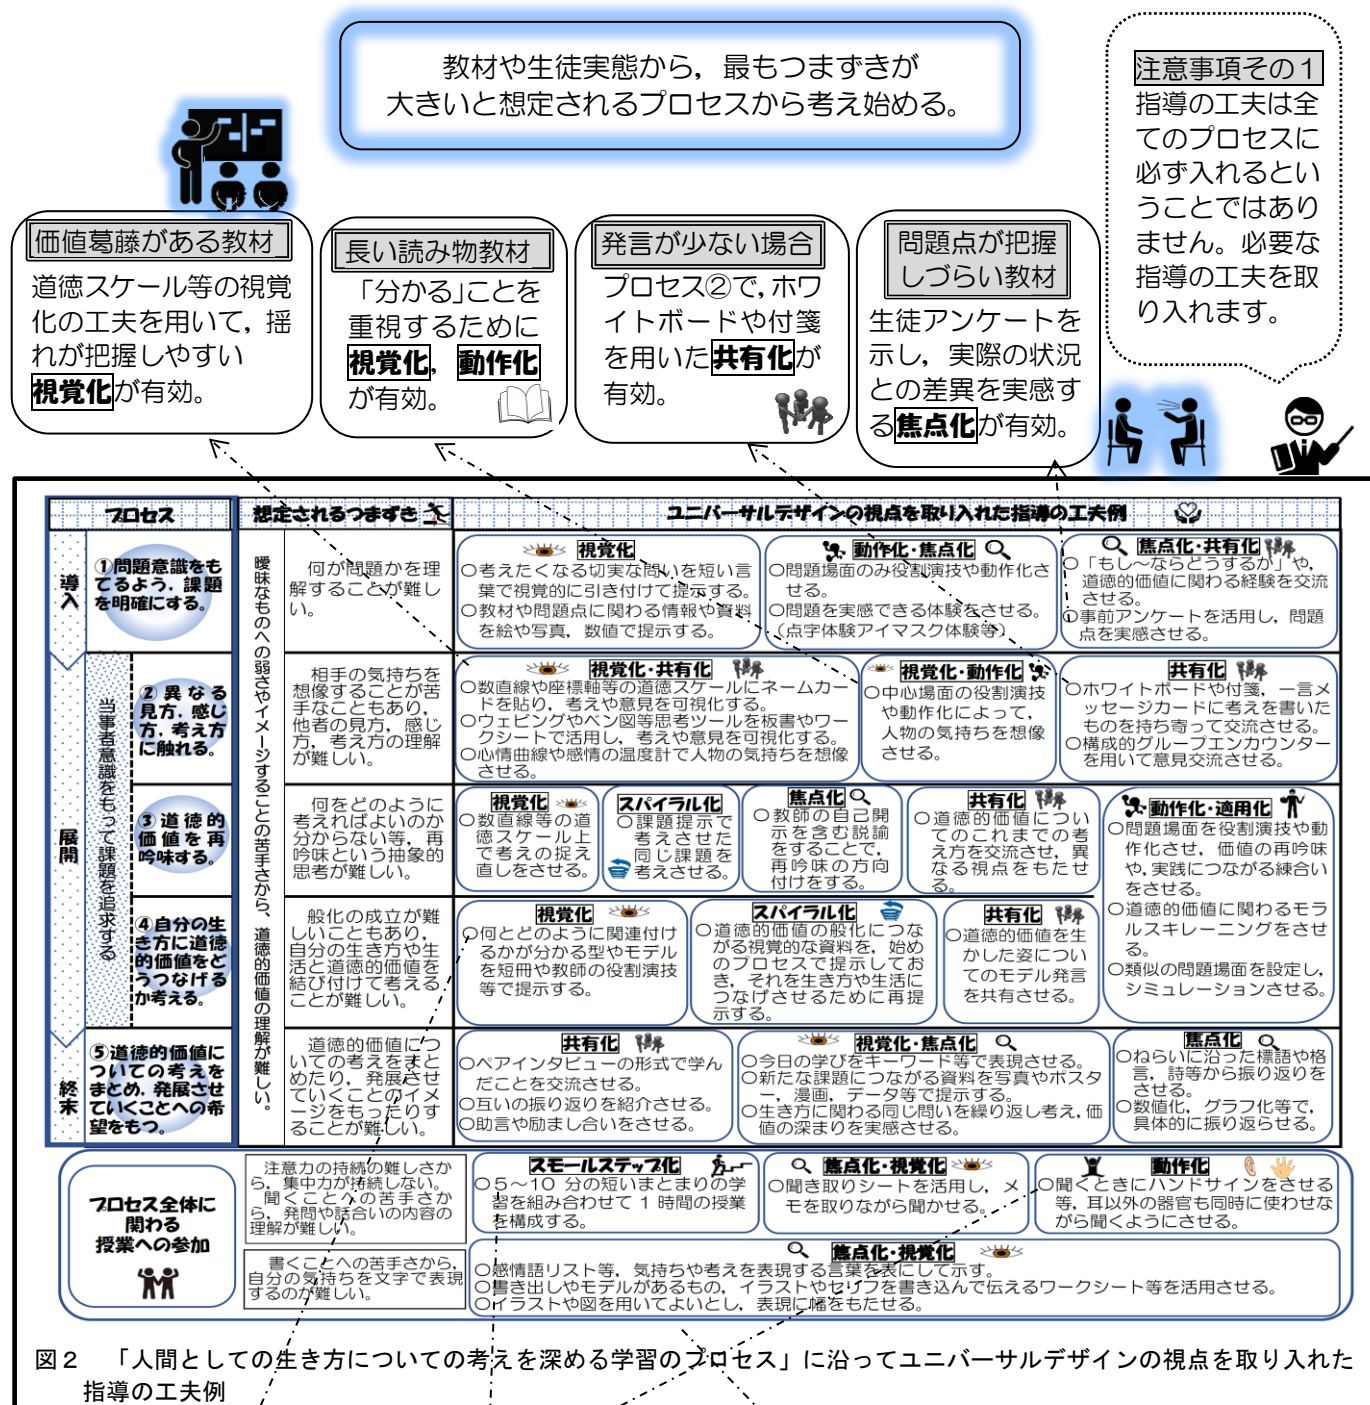 教材や生徒実態から，最もつまずきが
大きいと想定されるプロセスから考え始める。
注意事項その１
指導の工夫は全
てのプロセスに
必ず入れるとい
うことではあり
ません。必要な
指導の工夫を取
り入れます。
価値葛藤がある教材
道徳スケール等の視覚
化の工夫を用いて，揺
れが把握しやすい
視覚化が有効。
長い読み物教材
「分かる」ことを
重視するために
視覚化，動作化
が有効。
発言が少ない場合
プロセス②で，ホワ
イトボードや付箋
を用いた共有化が
有効。
問題点が把握
しづらい教材
生徒アンケートを
示し，実際の状況
との差異を実感す
る焦点化が有効。
プロセス
想定されるつまずき
ユニバーサルデザインの視点を取り入れた指導の工夫例
導入
①問題意識をも
てるよう，課題
を明確にする。
曖昧なものへの弱さやイメージすることの苦手さから、道徳的価値の理解が難しい。
何が問題かを理
解することが難し
い。
視覚化
○考えたくなる切実な問いを短い言
葉で視覚的に引き付けて提示する。
○教材や問題点に関わる情報や資料
を絵や写真，数値で提示する。
動作化・焦点化
○問題場面のみ役割演技や動作化さ
せる。
○問題を実感できる体験をさせる。
（点字体験アイマスク体験等）
焦点化・共有化
○「もし～ならどうするか」や，
道徳的価値に関わる経験を交流
させる。
○事前アンケートを活用し，問題
点を実感させる。
展開
当事者意識をもって課題を追求する
②異なる
見方，感じ
方，考え方
に触れる。
相手の気持ちを
想像することが苦
手なこともあり，
他者の見方，感じ
方，考え方の理解
が難しい。
視覚化・共有化
○数直線や座標軸等の道徳スケールにネームカー
ドを貼り，考えや意見を可視化する。
○ウェビングやベン図等思考ツールを板書やワー
クシートで活用し，考えや意見を可視化する。
○心情曲線や感情の温度計で人物の気持ちを想像
させる。
視覚化・動作化
○中心場面の役割演技
や動作化によって，
人物の気持ちを想像
させる。
共有化
○ホワイトボードや付箋，一言メ
ッセージカードに考えを書いた
ものを持ち寄って交流させる。
○構成的グループエンカウンター
を用いて意見交流させる。
③道徳的
価値を再
吟味する。
何をどのように
考えればよいのか
分からない等，再
吟味という抽象的
思考が難しい。
視覚化
○数直線等の道
徳スケール上
で考えの捉え
直しをさせる。
スパイラル化
○課題提示で
考えさせた
同じ課題を
考えさせる。
焦点化
○教師の自己開
示を含む説諭
をすることで，
再吟味の方向
付けをする。
共有化
○道徳的価値につい
てのこれまでの考
え方を交流させ，異
なる視点をもたせ
る。
動作化・適用化
○問題場面を役割演技や動
作化させ，価値の再吟味
や，実践につながる練合い
をさせる。
○道徳的価値に関わるモラ
ルスキレーニングをさせ
る。
○類似の問題場面を設定し，
シミュレーションさせる。
④自分の生
き方に道徳
的価値をど
うつなげる
か考える。
般化の成立が難
しいこともあり，
自分の生き方や生
活と道徳的価値を
結び付けて考える
ことが難しい。
視覚化
○何とどのように関連付け
るかが分かる型やモデル
を短冊や教師の役割演技
等で提示する。
スパイラル化
○道徳的価値の般化につな
がる視覚的な資料を，始め
のプロセスで提示してお
き，それを生き方や生活に
つなげさせるために再提
示する。
共有化
○道徳的価値を生
かした姿につい
てのモデル発言
を共有させる。
終末
⑤道徳的価値に
ついての考えを
まとめ，発展させ
ていくことへの希
望をもつ。
道徳的価値につ
いての考えをまと
めたり，発展させ
ていくことのイメ
ージをもったりす
ることが難しい。
共有化
○ペアインタビューの形式で学ん
だことを交流させる。
○互いの振り返りを紹介させる。
○助言や励まし合いをさせる。
視覚化・焦点化
○今日の学びをキーワード等で表現させる。
○新たな課題につながる資料を写真やポスタ
ー，漫画，データ等で提示する。
○生き方に関わる同じ問いを繰り返し考え，価
値の深まりを実感させる。
焦点化
○ねらいに沿った標語や格
言，詩等から振り返りを
させる。
○数値化，グラフ化等で，
具体的に振り返らせる。
プロセス全体に
関わる
授業への参加
注意力の持続の難しさか
ら，集中力が持続しない。
聞くことへの苦手さか
ら，発問や話合いの内容の
理解が難しい。
書くことへの苦手さから，
自分の気持ちを文字で表現
するのが難しい。
スモールステップ化
○５～10 分の短いまとまりの学
習を組み合わせて 1 時間の授業
を構成する。
焦点化・視覚化
○聞き取りシートを活用し，メ
モを取りながら聞かせる。
動作化
○聞くときにハンドサインをさせる
等，耳以外の器官も同時に使わせな
がら聞くようにさせる。
焦点化・視覚化
○感情語リスト等，気持ちや考えを表現する言葉を表にして示す。
○書き出しやモデルがあるもの，イラストやセリフを書き込んで伝えるワークシート等を活用させる。
○イラストや図を用いてよいとし，表現に幅をもたせる。
図２　「人間としての生き方についての考えを深める学習のプロセス」に沿ってユニバーサルデザインの視点を取り入れた
指導の工夫例